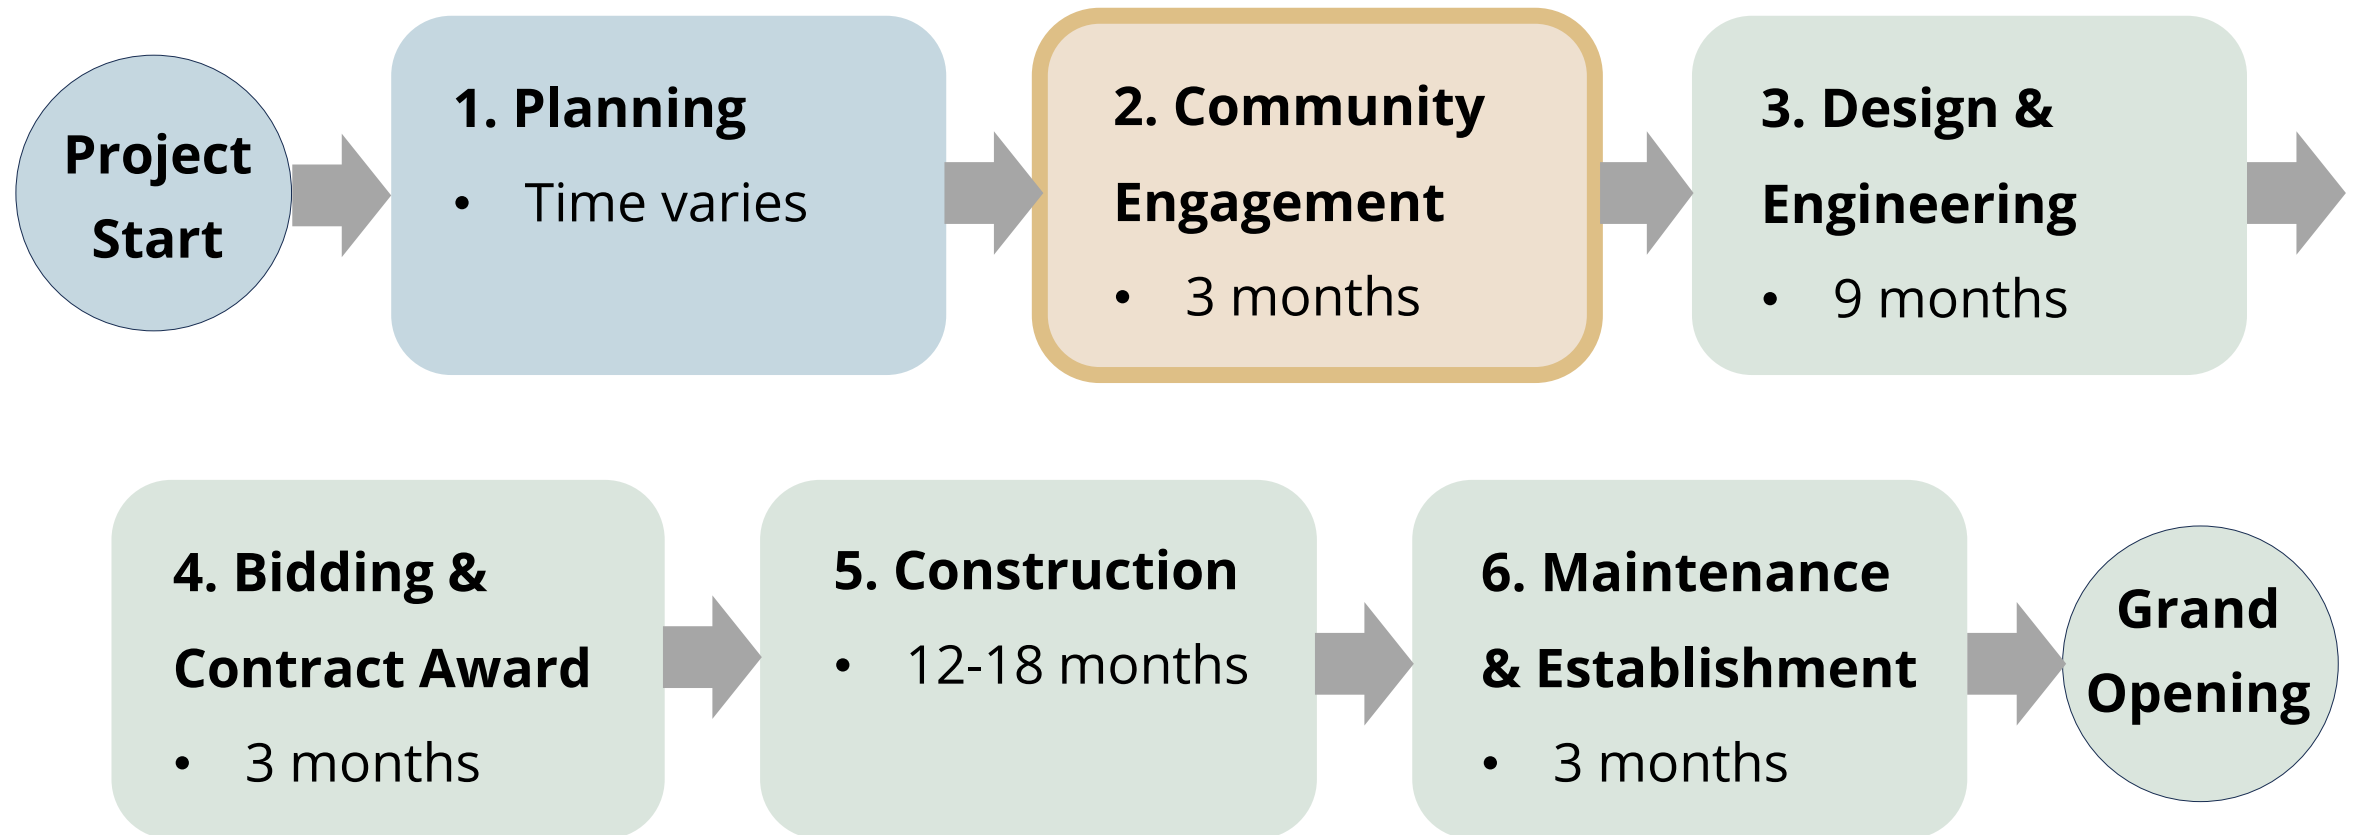 Project
Start
1. Planning
• Time varies
2. Community
Engagement
• 3 months
3. Design &
Engineering
• 9 months
4. Bidding &
Contract Award
• 3 months
5. Construction
• 12-18 months
6. Maintenance
& Establishment
• 3 months
Grand
Opening